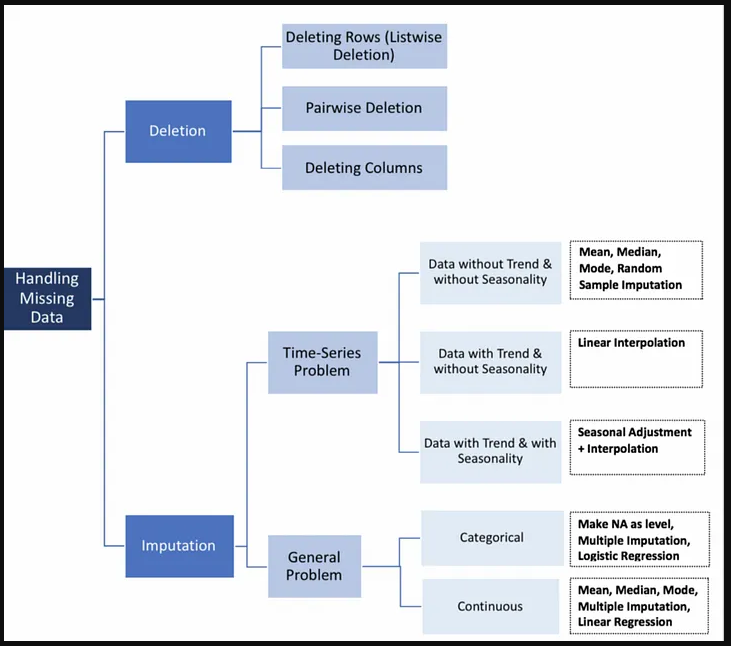 Deleting Rows (Listwise
Deletion)
Deletion
Pairwise Deletion
Deleting Columns
Handling
Missing
Data
Data without Trend &
without Seasonality
Mean, Median,
Mode, Random
Sample Imputation
Time-Series
Problem
Data with Trend &
without Seasonality
Linear Interpolation
Data with Trend & with
Seasonality
Seasonal Adjustment
+ Interpolation
Imputation
General
Problem
Categorical
Make NA as level,
Multiple Imputation,
Logistic Regression
Continuous
Mean, Median, Mode,
Multiple Imputation,
Linear Regression